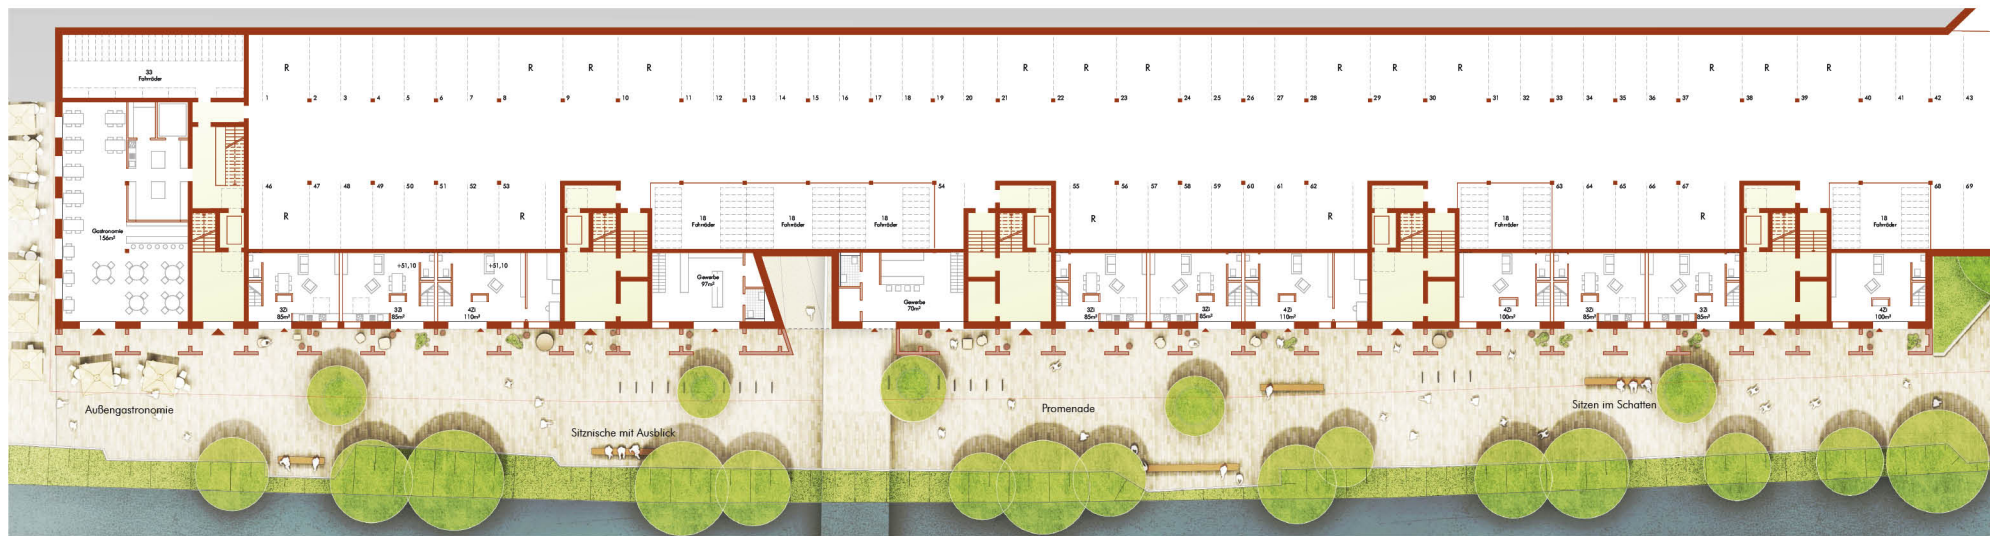 R R R R R R R R R R R R R
33
Fahrräder
1 2 3 4 5 6 7 8 9 10 11 12 13 14 15 16 17 18 19 20 21 22 23 24 25 26 27 28 29 30 31 32 33 34 35 36 37 38 39 40 41 42 43
46 47 48 49 50 51 52 53 54 55 56 57 58 59 60 61 62 63 64 65 66 67 68 69
R R R R R
18
Fahrräder
18
Fahrräder
18
Fahrräder
18
Fahrräder
18
Fahrräder
Gastronomie
156m²
+51,10
+51,10
3Zi
85m²
3Zi
85m²
4Zi
110m²
Gewerbe
97m²
Gewerbe
70m²
3Zi
85m²
3Zi
85m²
4Zi
110m²
4Zi
100m²
3Zi
85m²
3Zi
85m²
4Zi
100m²
Außengastronomie
Sitznische mit Ausblick
Promenade
Sitzen im Schatten